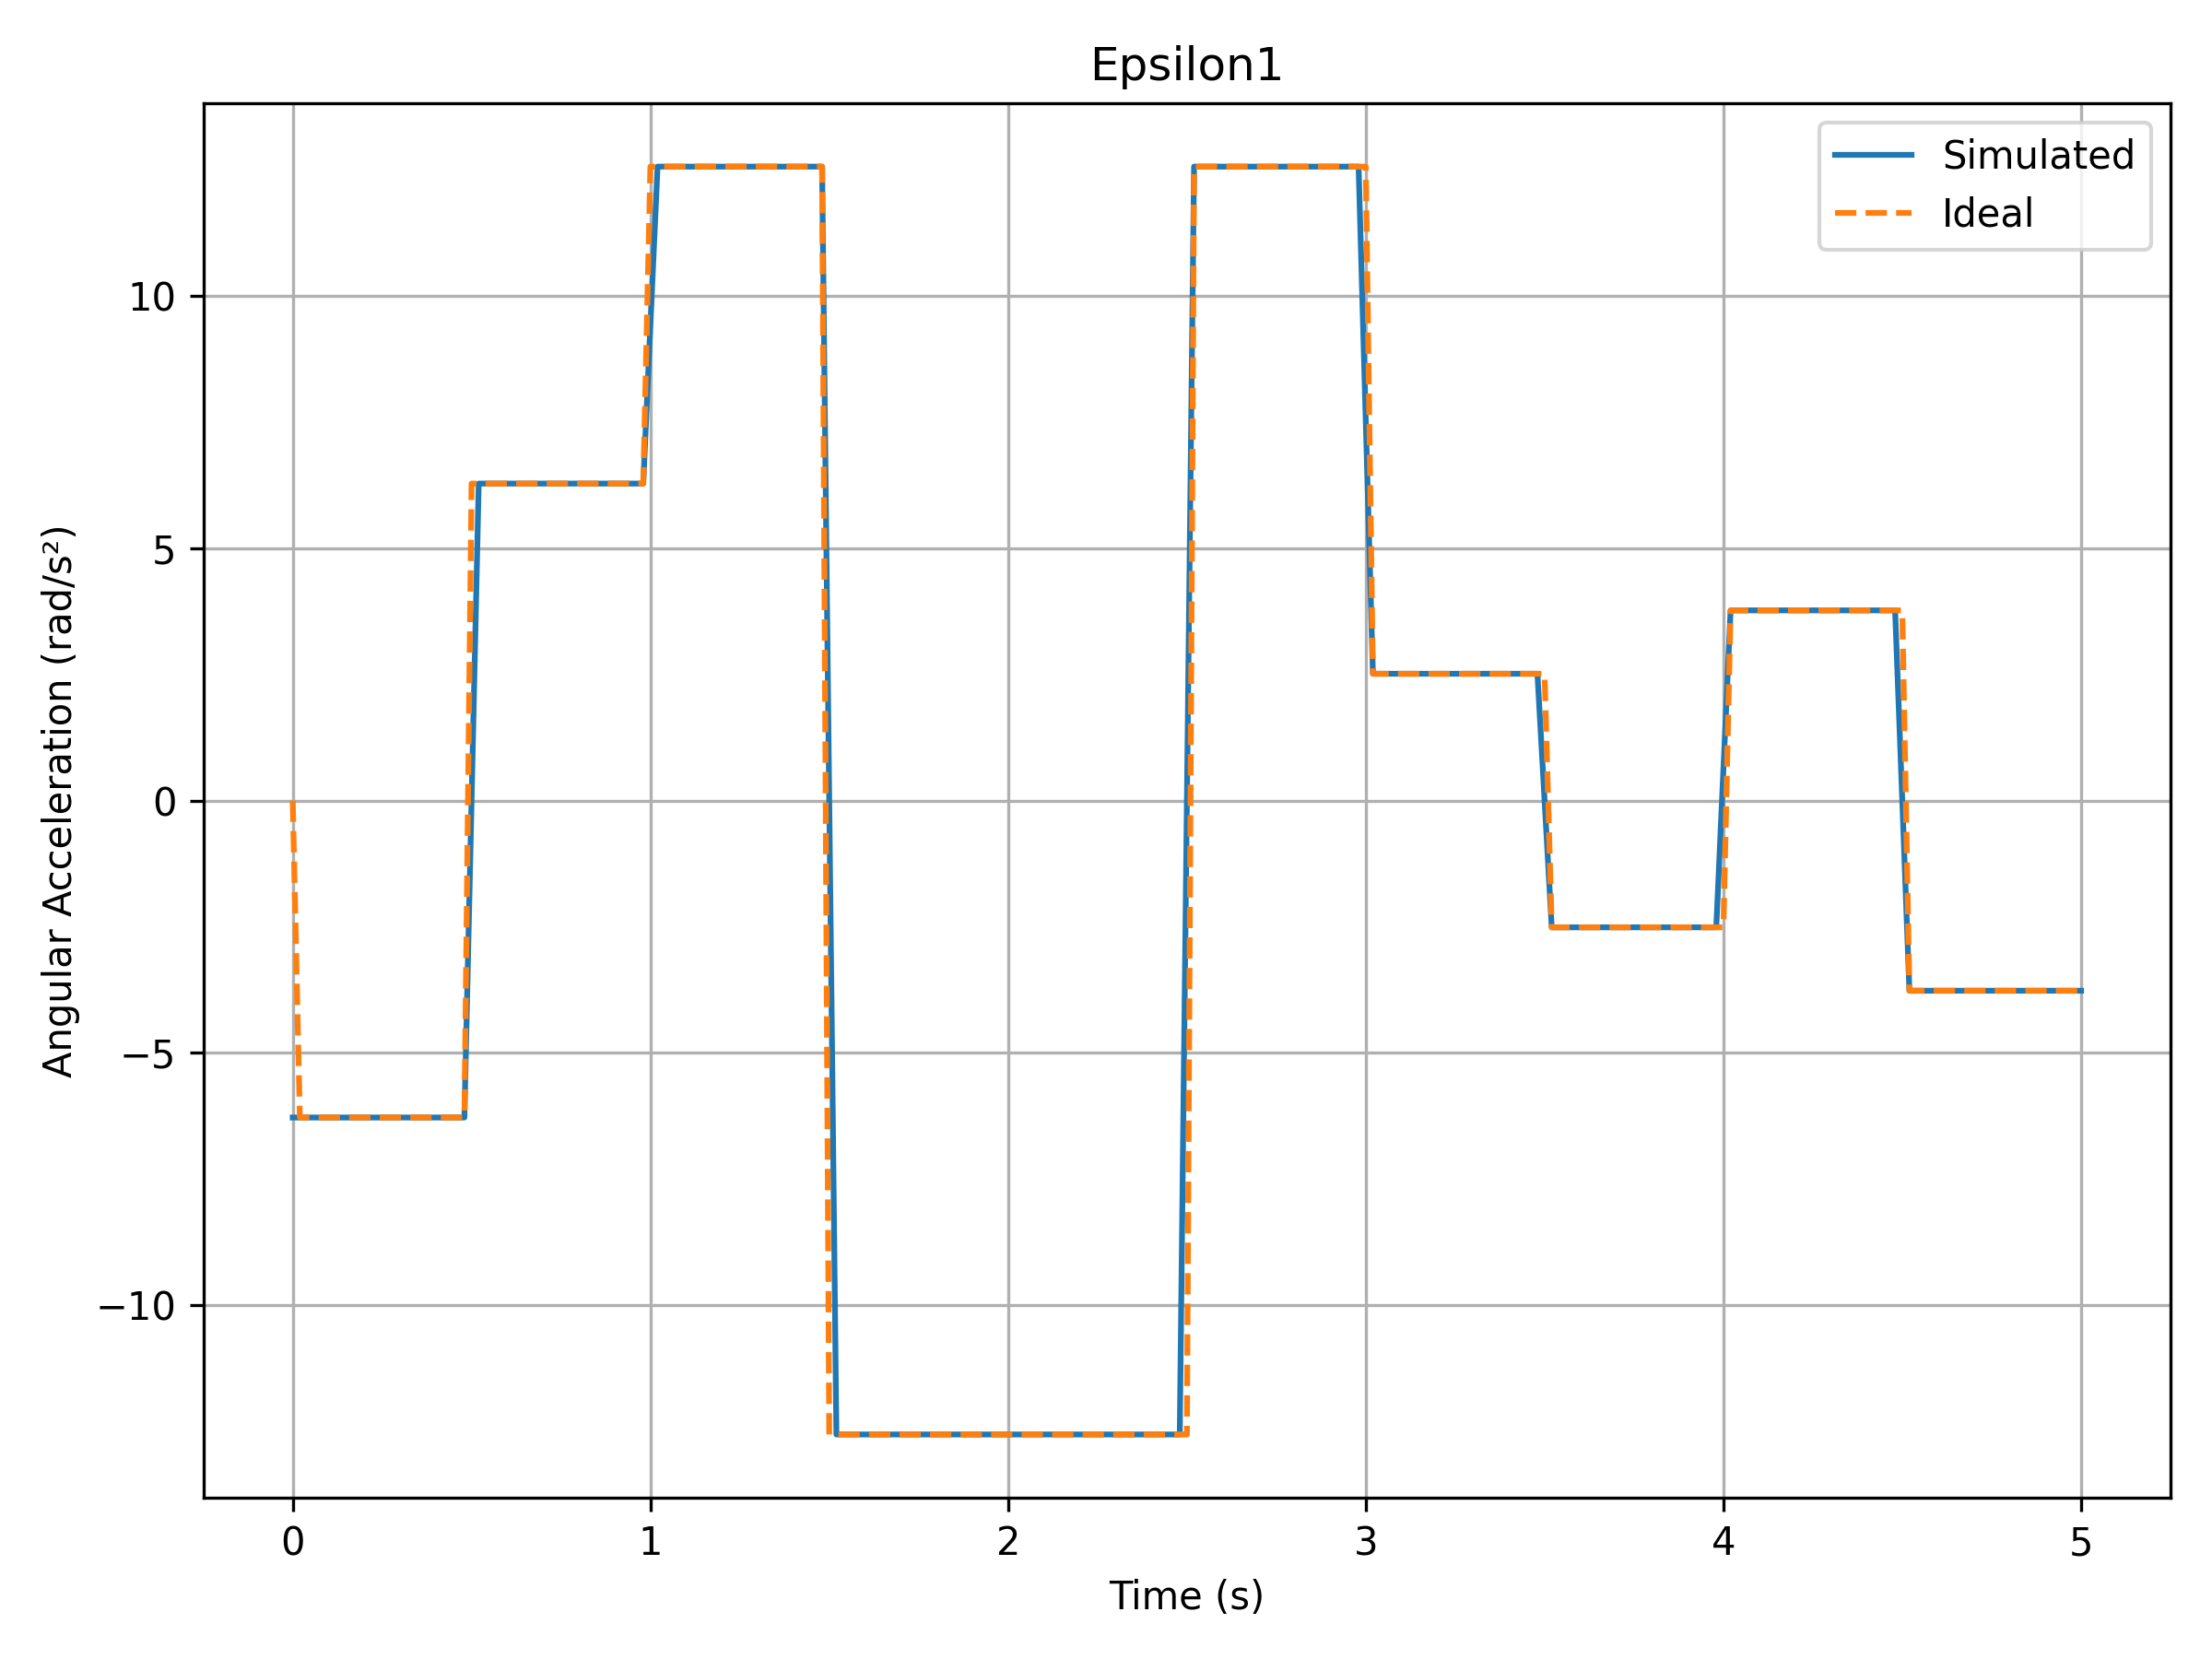 Epsilon1
Simulated
Ideal
Angular Acceleration (rad/s²)
10
5
0
−5
−10
0 1 2 3 4 5
Time (s)